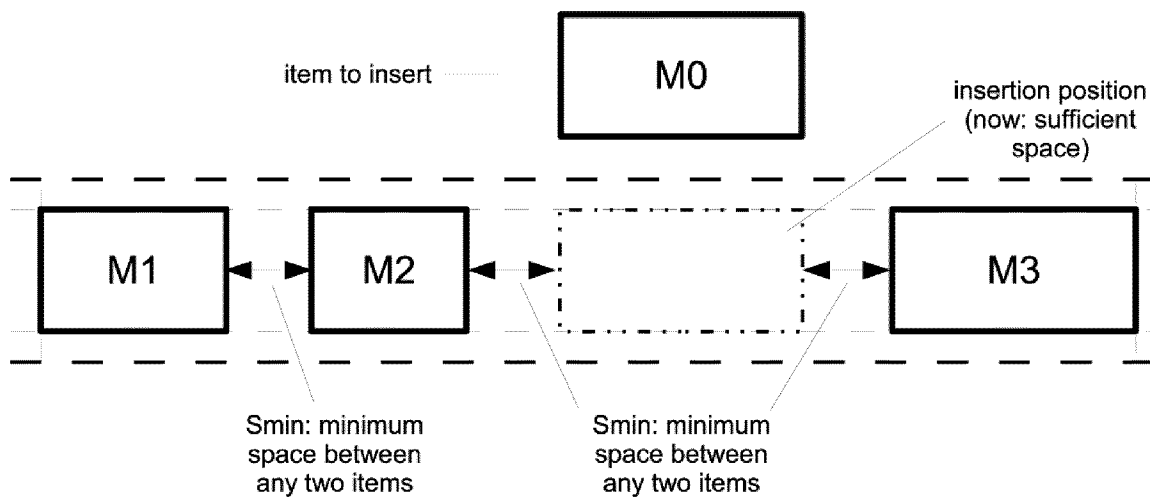 item to insert
M0
insertion position
(now: sufficient
space)
M1
M2
M3
Smin: minimum
space between
any two items
Smin: minimum
space between
any two items